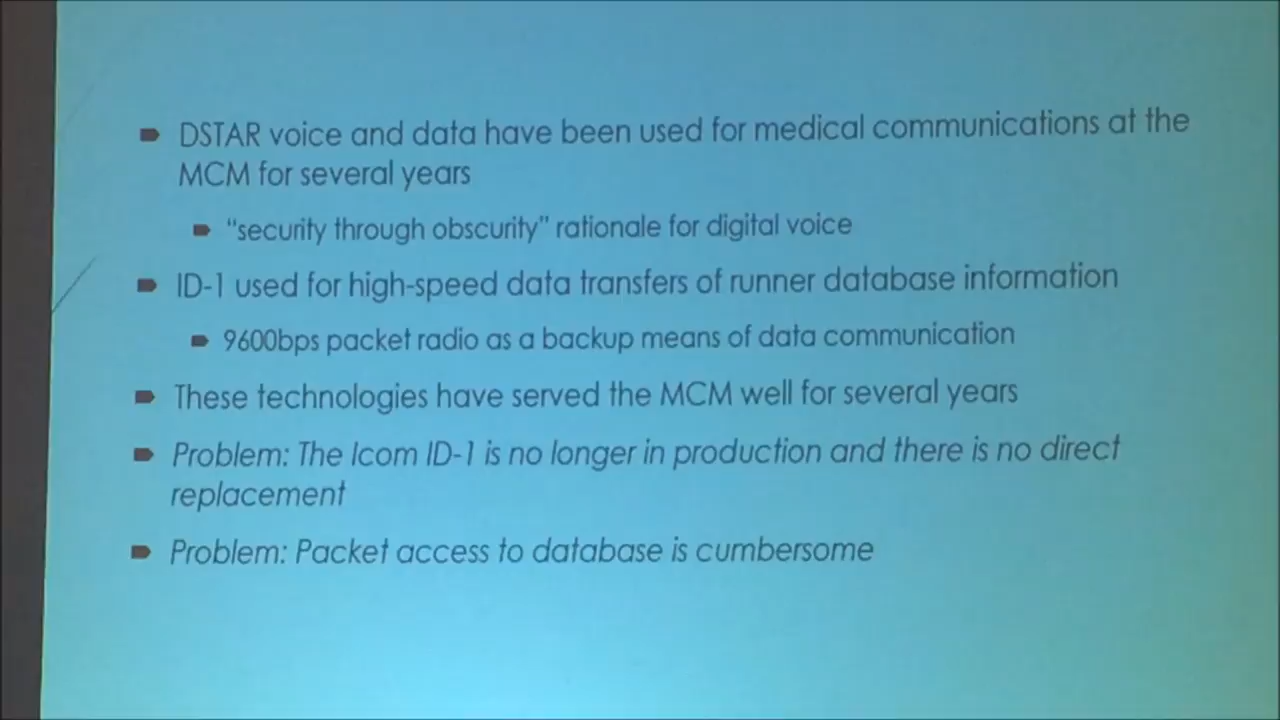 DSTAR voice and data have been used for medical communications at the
MCM for several years
"security through obscurity" rationale for digital voice
ID-1 used for high-speed data transfers of runner database information
9600bps packet radio as a backup means of data communication
These technologies have served the MCM well for several years
Problem: The Icom ID-1 is no longer in production and there is no direct
replacement
Problem: Packet access to database is cumbersome